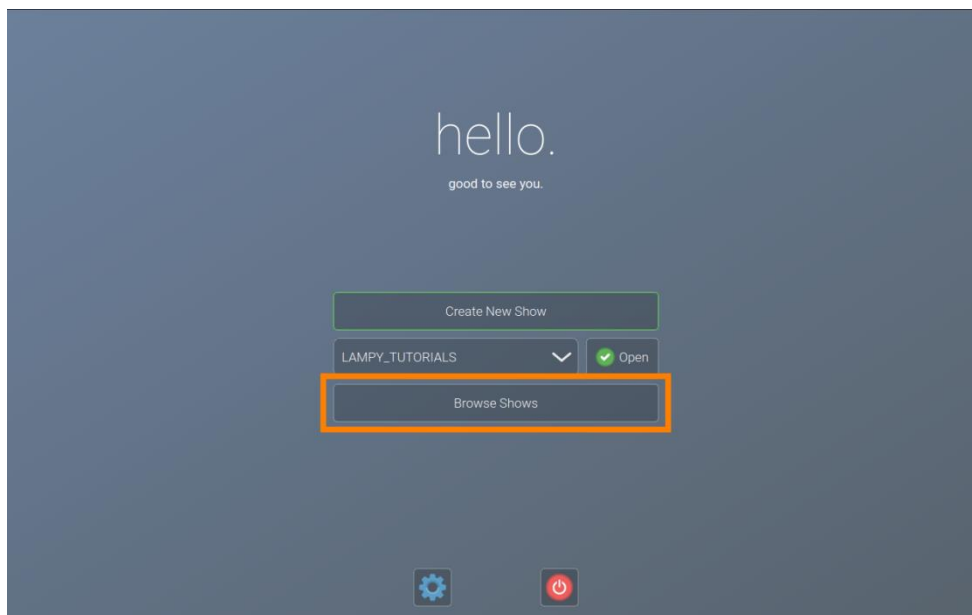 hello.
good to see you.
Create New Show
LAMPY_TUTORIALS
Open
Browse Shows